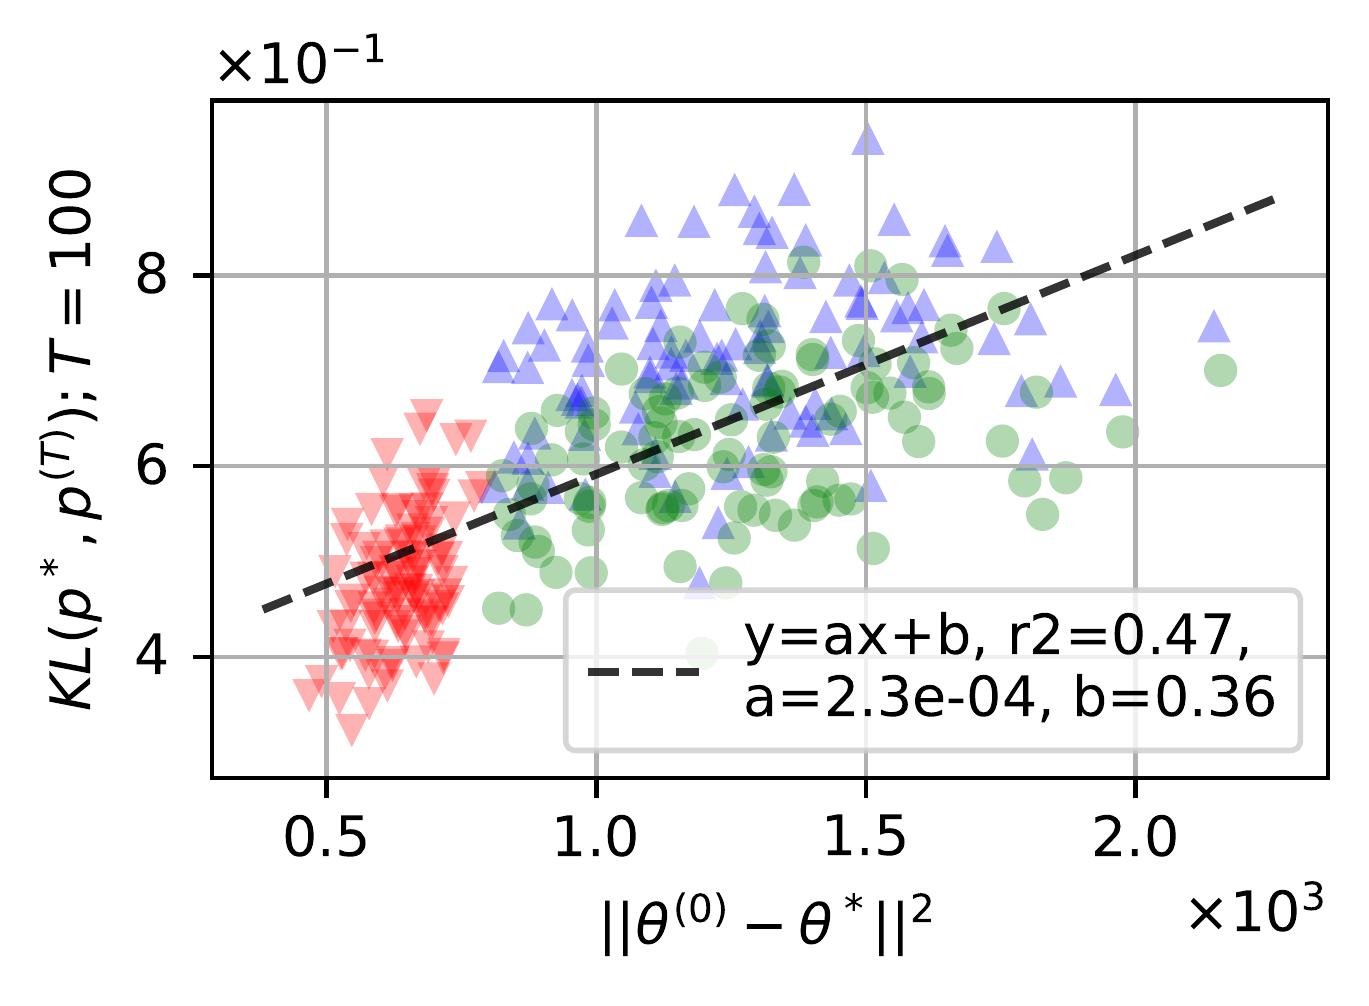 ×10⁻¹
KL(p*, p⁽ᵀ⁾); T = 100
8
6
4
y=ax+b, r2=0.47,
a=2.3e-04, b=0.36
0.5 1.0 1.5 2.0
×10³
||θ⁽⁰⁾ − θ*||²